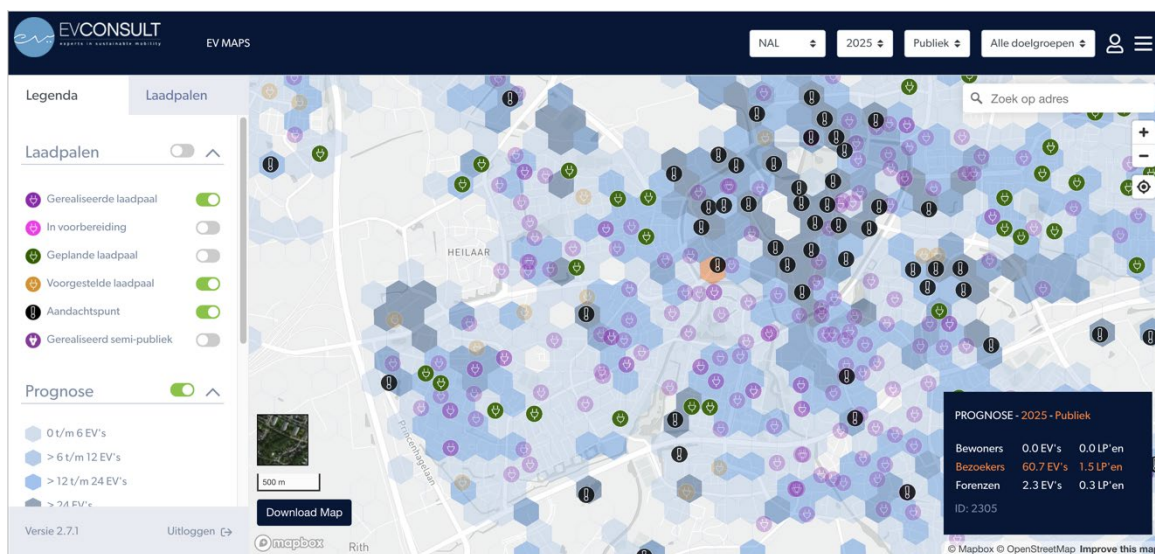 EVCONSULT
experts in sustainable mobility
EV MAPS
NAL
2025
Publiek
Alle doelgroepen
Legenda
Laadpalen
Zoek op adres
Laadpalen
Gerealiseerde laadpaal
In voorbereiding
Geplande laadpaal
Voorgestelde laadpaal
Aandachtspunt
Gerealiseerd semi-publiek
Prognose
0 t/m 6 EV's
> 6 t/m 12 EV's
> 12 t/m 24 EV's
> 24 EV's
Versie 2.7.1
Uitloggen
HEILAAR
Princenhagelaan
500 m
Download Map
mapbox
Rith
PROGNOSE - 2025 - Publiek
Bewoners 0.0 EV's 0.0 LP'en
Bezoekers 60.7 EV's 1.5 LP'en
Forenzen 2.3 EV's 0.3 LP'en
ID: 2305
© Mapbox © OpenStreetMap Improve this map